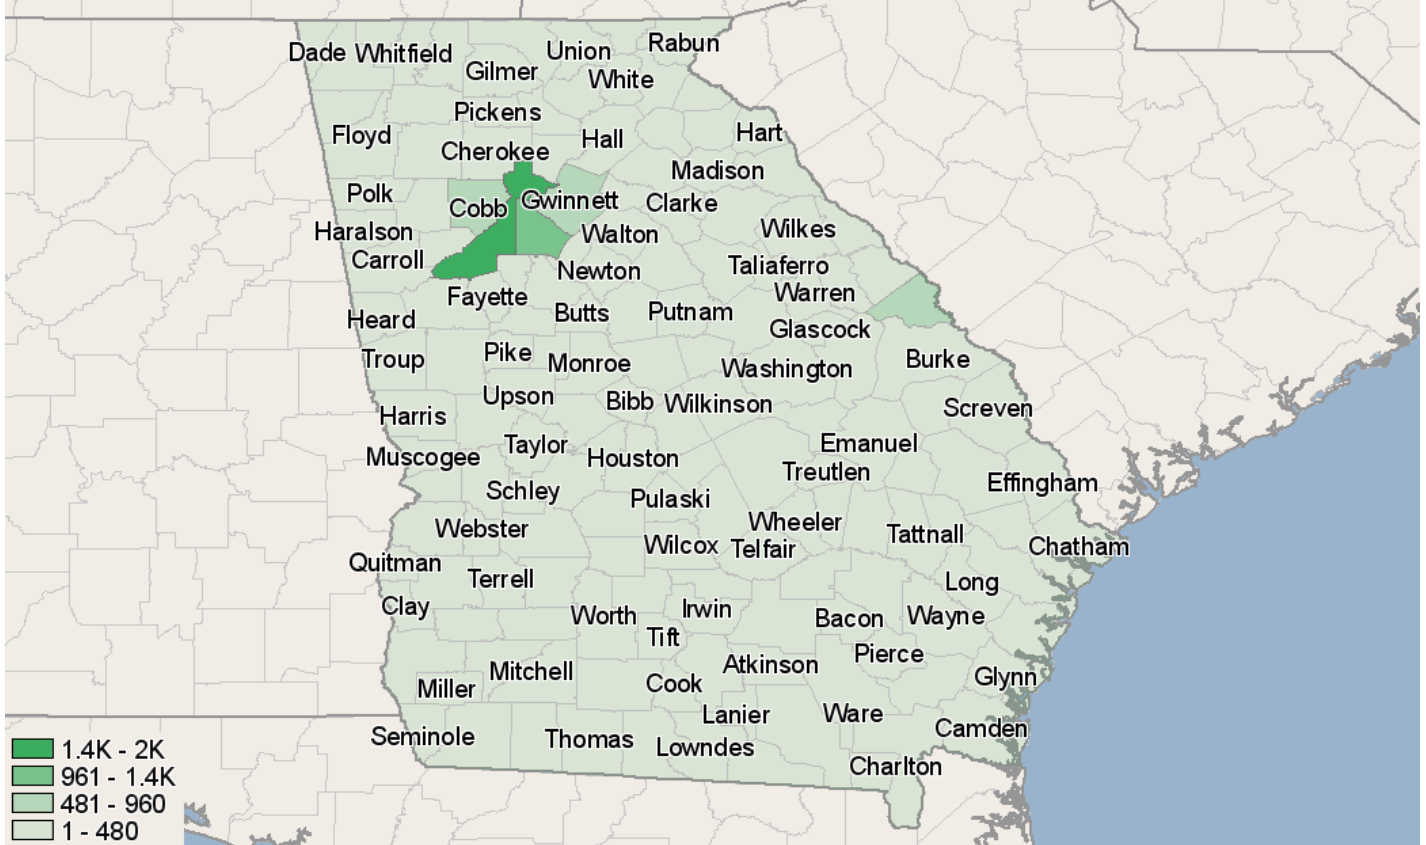 Dade Whitfield
Union
Rabun
Gilmer
White
Pickens
Floyd
Hall
Hart
Cherokee
Madison
Polk
Cobb
Gwinnett
Clarke
Haralson
Walton
Wilkes
Carroll
Newton
Taliaferro
Fayette
Warren
Heard
Butts
Putnam
Glascock
Troup
Pike
Monroe
Washington
Burke
Upson
Bibb
Wilkinson
Harris
Screven
Muscogee
Taylor
Houston
Emanuel
Treutlen
Schley
Pulaski
Effingham
Webster
Wheeler
Wilcox
Telfair
Tattnall
Chatham
Quitman
Terrell
Long
Clay
Worth
Irwin
Bacon
Wayne
Tift
Mitchell
Atkinson
Pierce
Miller
Cook
Glynn
Lanier
Ware
Camden
Seminole
Thomas
Lowndes
Charlton
1.4K - 2K
961 - 1.4K
481 - 960
1 - 480